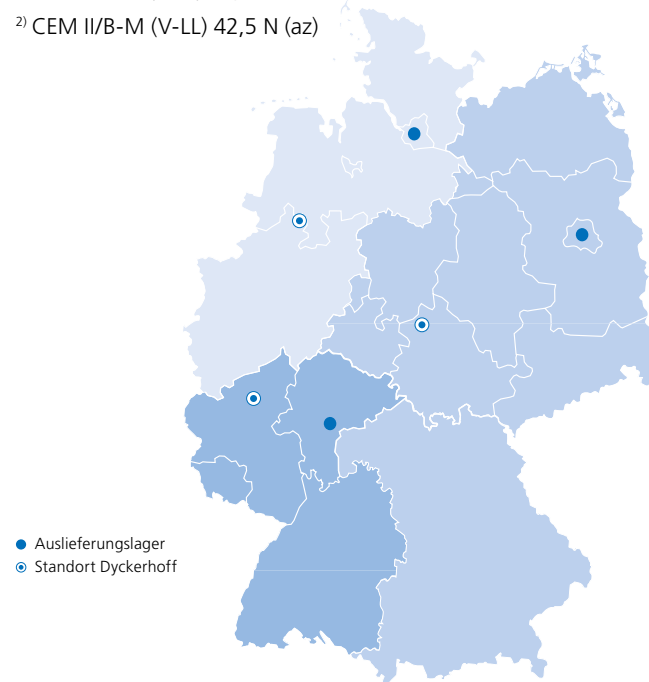 2) CEM II/B-M (V-LL) 42,5 N (az)
Auslieferungslager
Standort Dyckerhoff